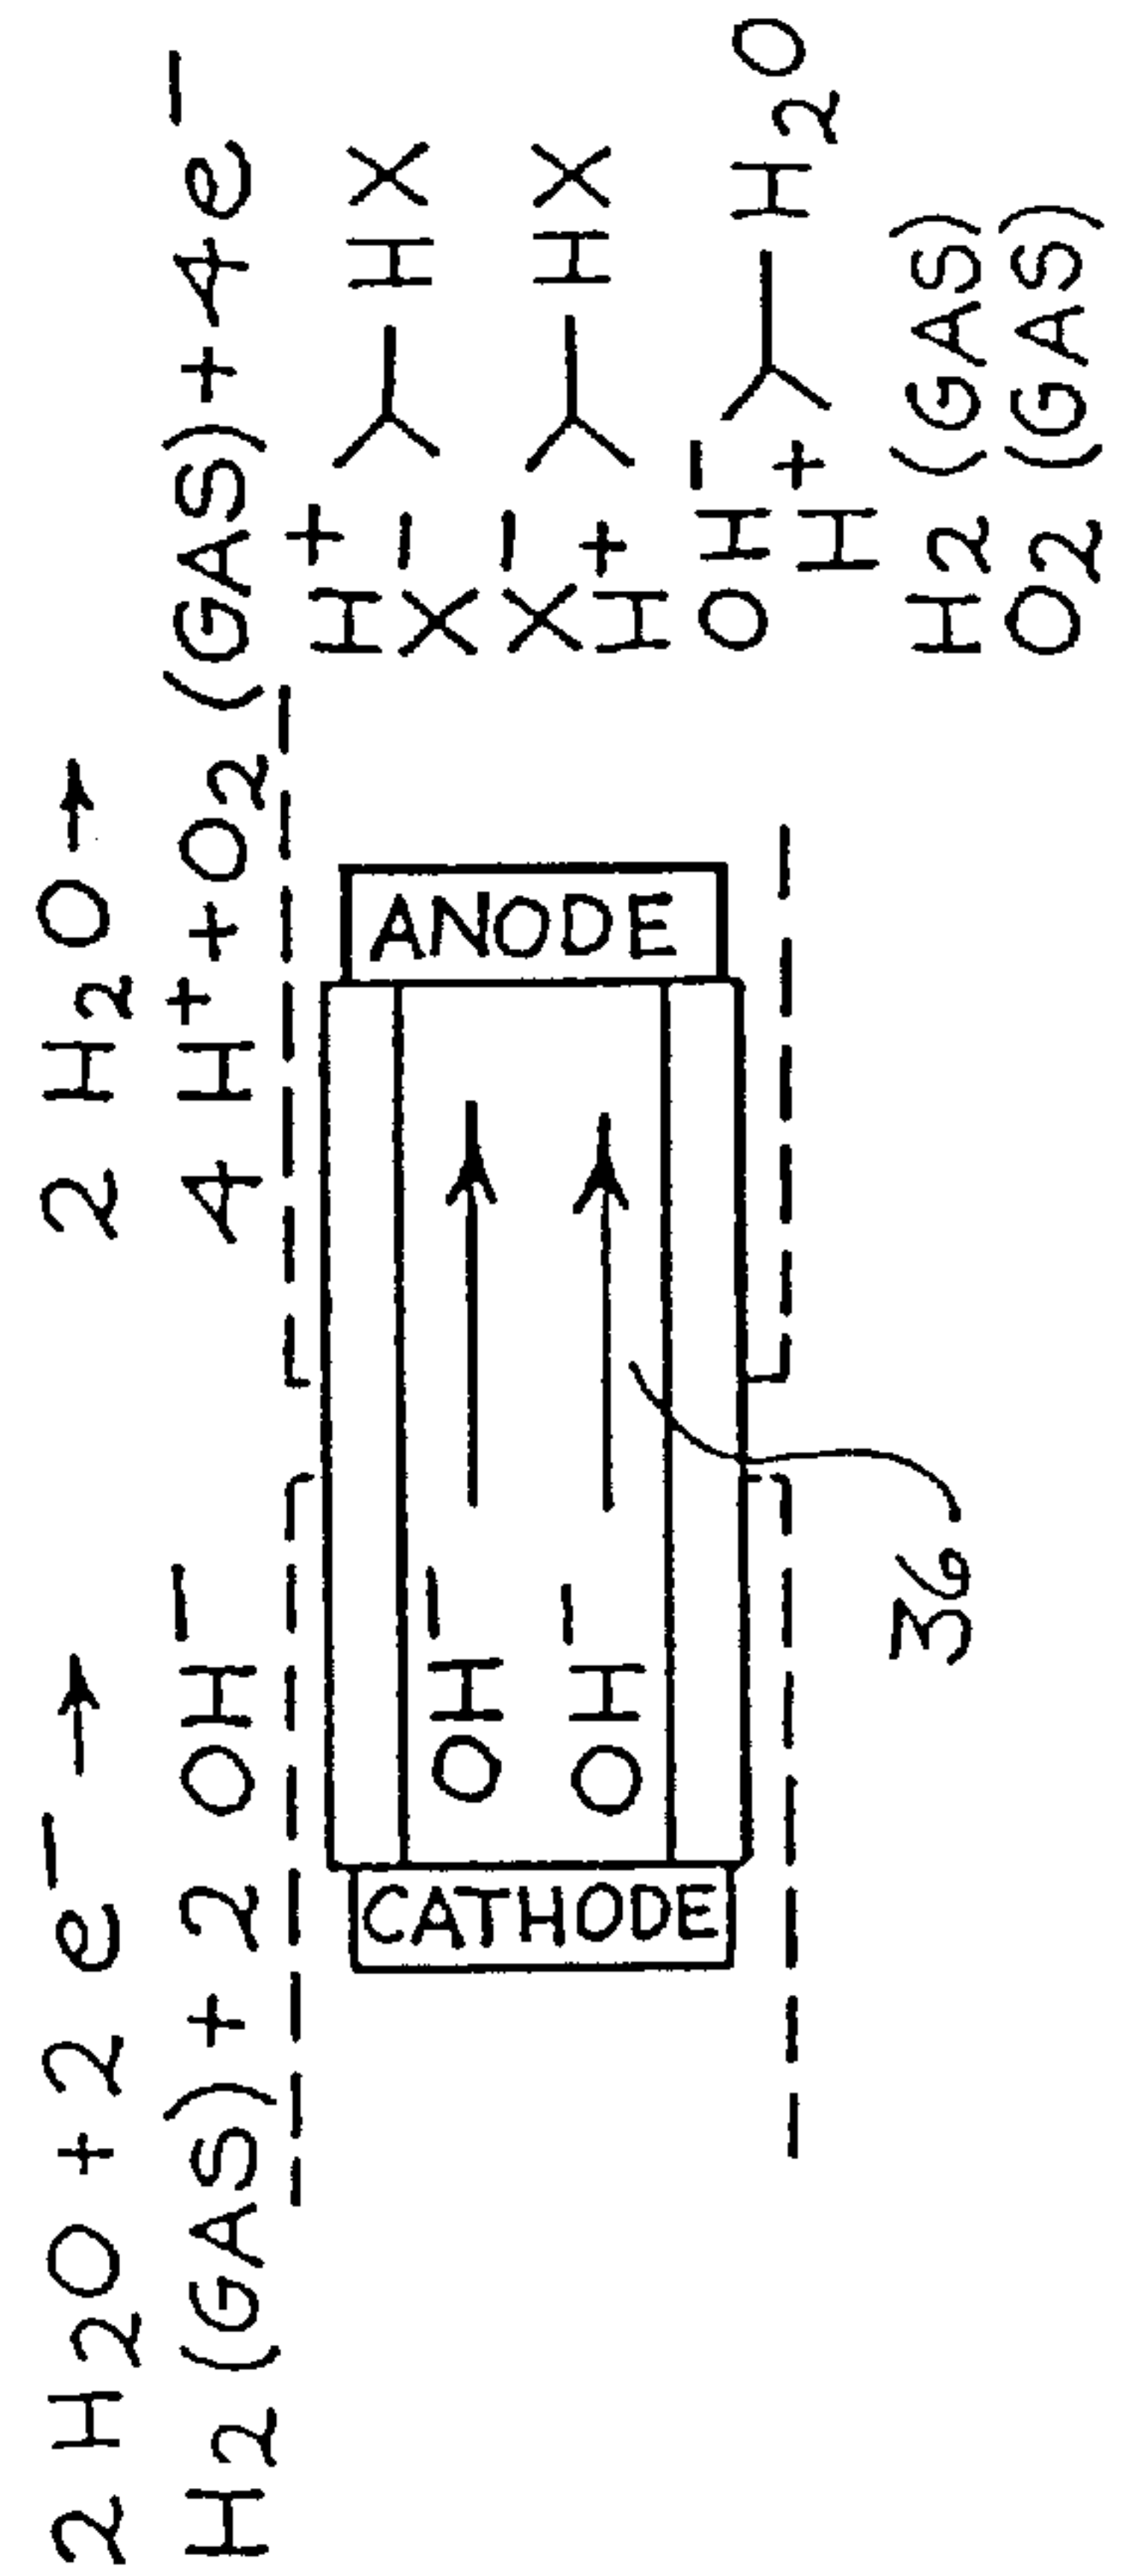 2 H2O + 2 e⁻ →
H2 (GAS) + 2 OH⁻
2 H2O →
4 H⁺ + O2 (GAS) + 4e⁻
CATHODE
OH⁻
OH⁻
ANODE
H⁺
X⁻
HX
X⁻
H⁺
HX
OH⁻
H⁺
H2O
H2 (GAS)
O2 (GAS)
36